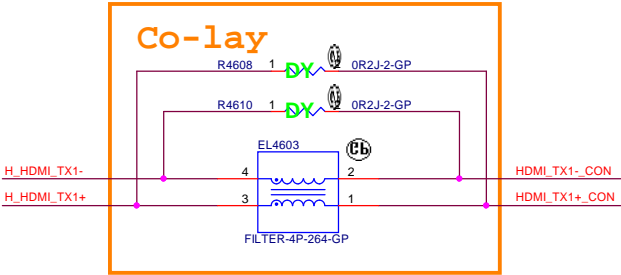 Co-lay
R4608 1 DY 2 0R2J-2-GP
R4610 1 DY 2 0R2J-2-GP
EL4603
H_HDMI_TX1- 4 2 HDMI_TX1-_CON
H_HDMI_TX1+ 3 1 HDMI_TX1+_CON
FILTER-4P-264-GP